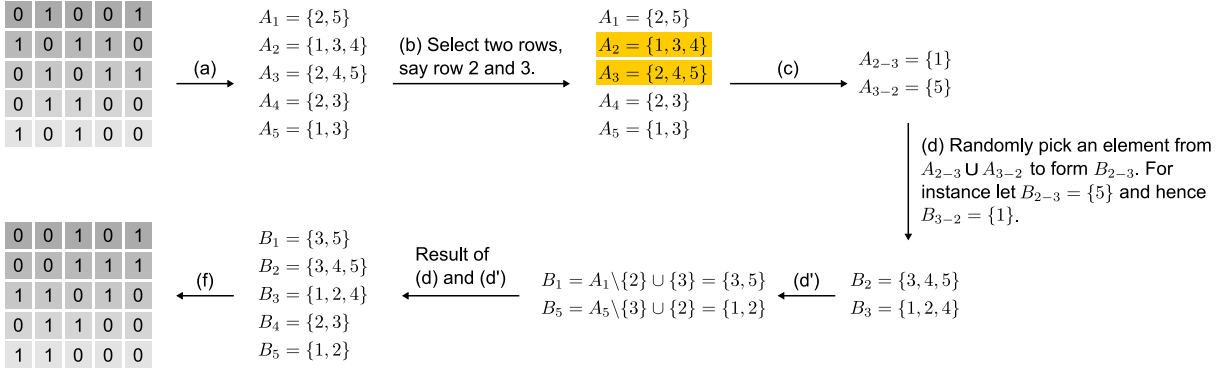 0 1 0 0 1
1 0 1 1 0
0 1 0 1 1
0 1 1 0 0
1 0 1 0 0
(a)
A₁ = {2, 5}
A₂ = {1, 3, 4}
A₃ = {2, 4, 5}
A₄ = {2, 3}
A₅ = {1, 3}
(b) Select two rows,
say row 2 and 3.
A₁ = {2, 5}
A₂ = {1, 3, 4}
A₃ = {2, 4, 5}
A₄ = {2, 3}
A₅ = {1, 3}
(c)
A₂₋₃ = {1}
A₃₋₂ = {5}
(d) Randomly pick an element from
A₂₋₃ ∪ A₃₋₂ to form B₂₋₃. For
instance let B₂₋₃ = {5} and hence
B₃₋₂ = {1}.
B₂ = {3, 4, 5}
B₃ = {1, 2, 4}
(d')
B₁ = A₁\{2} ∪ {3} = {3, 5}
B₅ = A₅\{3} ∪ {2} = {1, 2}
Result of
(d) and (d')
B₁ = {3, 5}
B₂ = {3, 4, 5}
B₃ = {1, 2, 4}
B₄ = {2, 3}
B₅ = {1, 2}
(f)
0 0 1 0 1
0 0 1 1 1
1 1 0 1 0
0 1 1 0 0
1 1 0 0 0